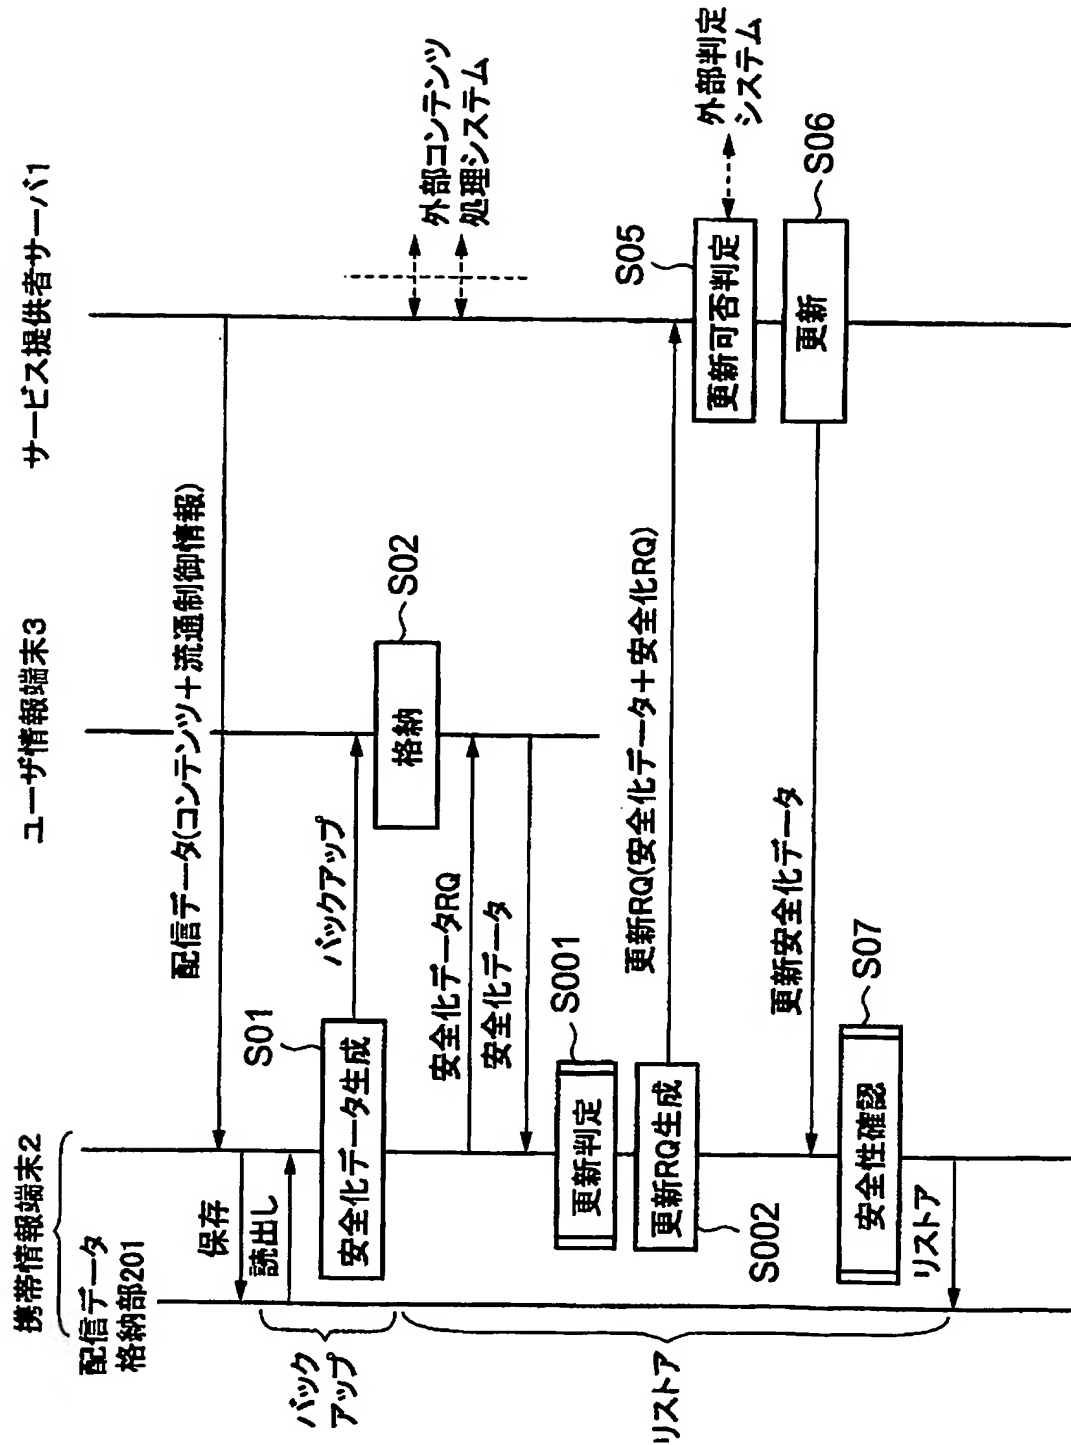 携帯情報端末2
配信データ
格納部201
ユーザ情報端末3
サービス提供者サーバ1
配信データ(コンテンツ+流通制御情報)
保存
読出し
バック
アップ
S01
安全化データ生成
バックアップ
S02
格納
外部コンテンツ
処理システム
安全化データRQ
安全化データ
S001
更新判定
更新RQ生成
S002
更新RQ(安全化データ+安全化RQ)
S05
更新可否判定
外部判定
システム
更新
S06
更新安全化データ
S07
安全性確認
リストア
リストア